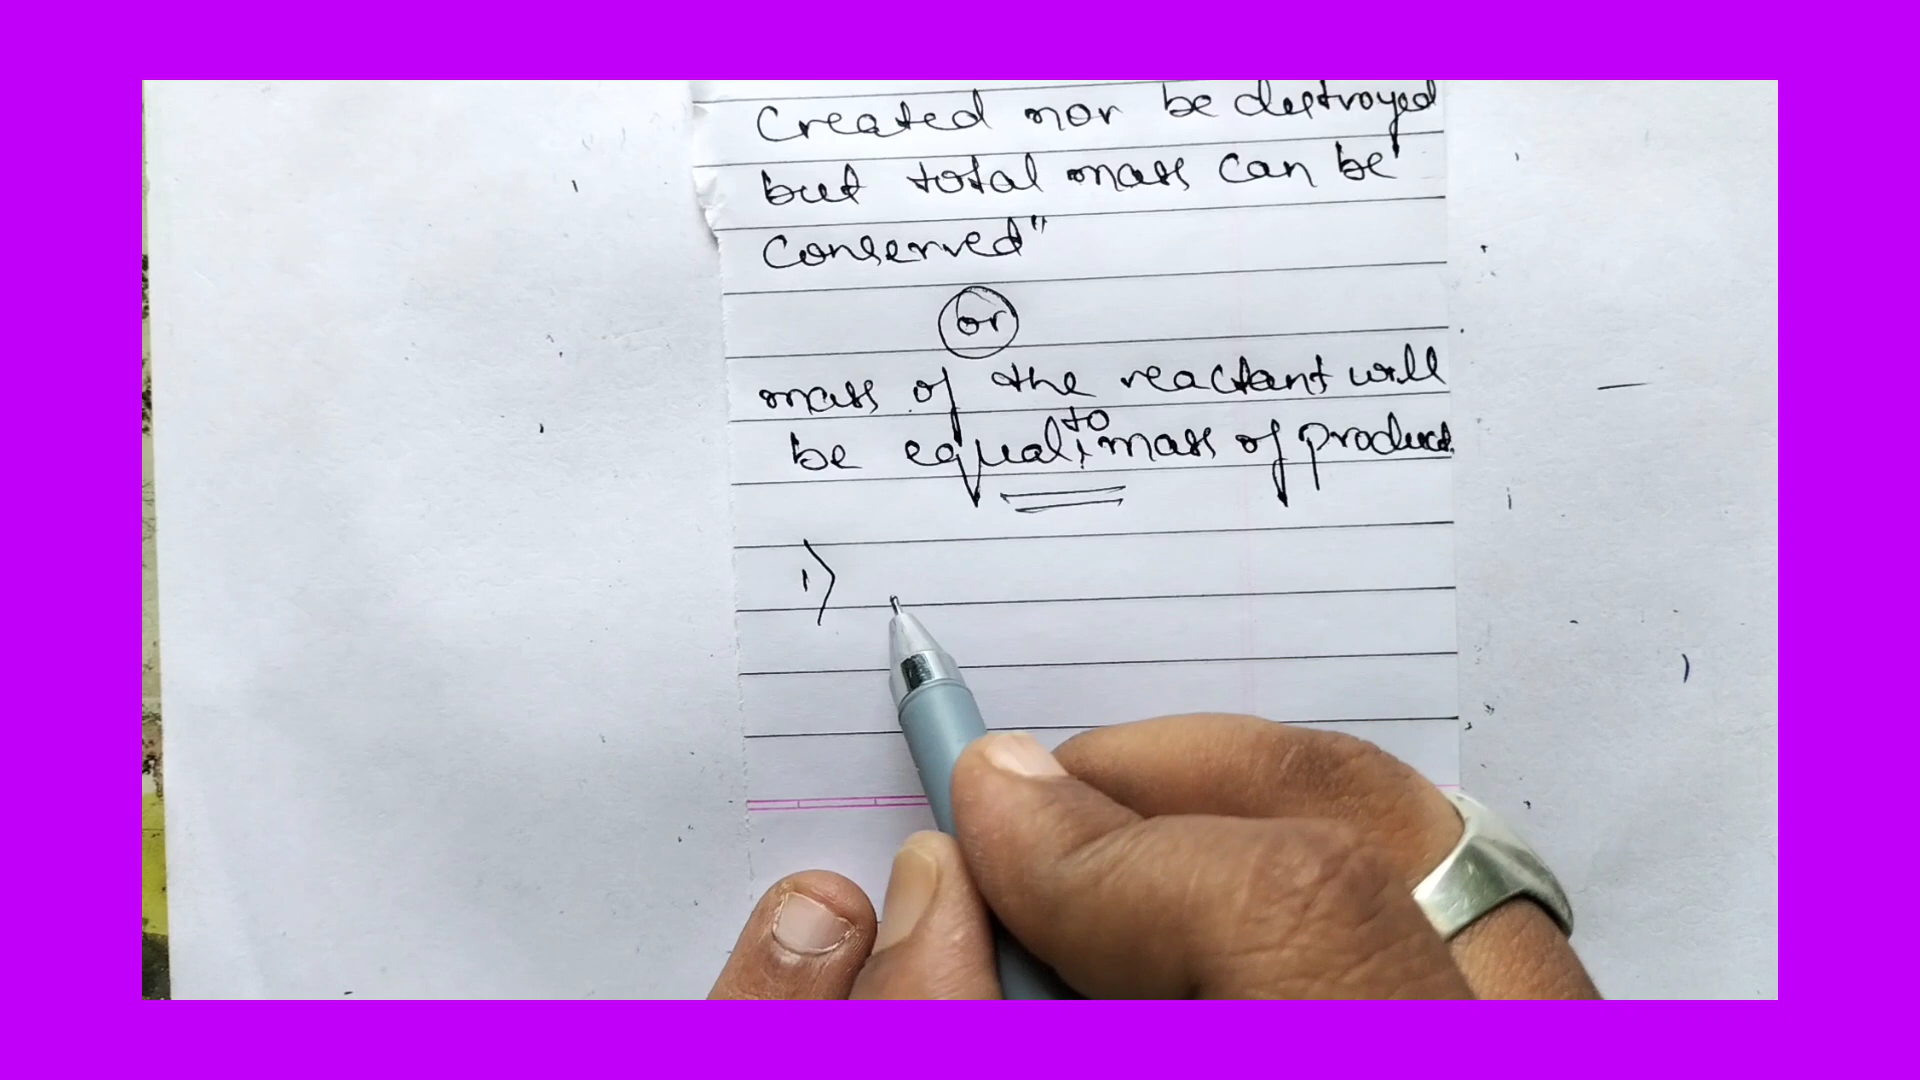 Created nor be destroyed
but total mass can be
Conserved"
or
mass of the reactant will
be equal to mass of product.
1)